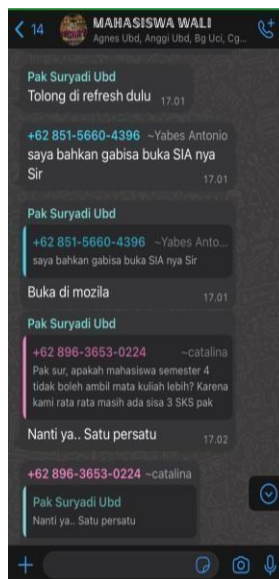 14
MAHASISWA WALI
Agnes Ubd, Anggi Ubd, Bg Uci, Cg...
Pak Suryadi Ubd
Tolong di refresh dulu 17.01
+62 851-5660-4396 ~Yabes Antonio
saya bahkan gabisa buka SIA nya
Sir
17.01
Pak Suryadi Ubd
+62 851-5660-4396 ~Yabes Anto...
saya bahkan gabisa buka SIA nya Sir
Buka di mozila 17.01
Pak Suryadi Ubd
+62 896-3653-0224 ~catalina
Pak sur, apakah mahasiswa semester 4
tidak boleh ambil mata kuliah lebih? Karena
kami rata rata masih ada sisa 3 SKS pak
Nanti ya.. Satu persatu 17.02
+62 896-3653-0224 ~catalina
Pak Suryadi Ubd
Nanti ya.. Satu persatu